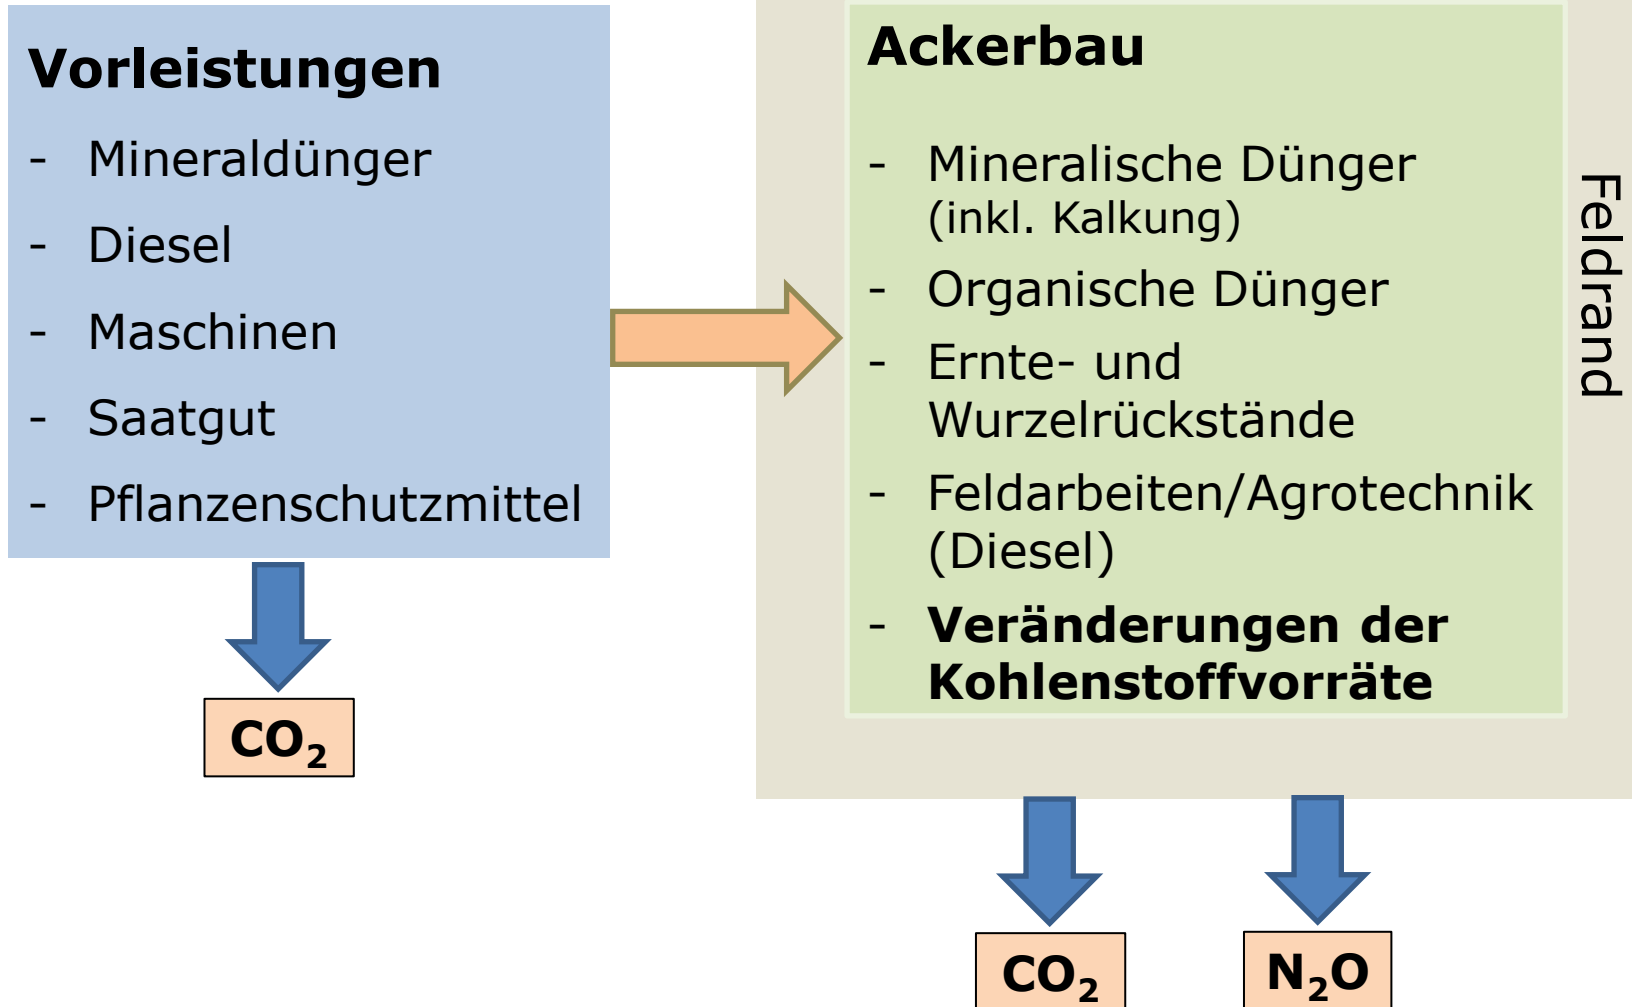 Vorleistungen
- Mineraldünger
- Diesel
- Maschinen
- Saatgut
- Pflanzenschutzmittel
CO₂
Ackerbau
- Mineralische Dünger
(inkl. Kalkung)
- Organische Dünger
- Ernte- und
Wurzelrückstände
- Feldarbeiten/Agrotechnik
(Diesel)
- Veränderungen der
Kohlenstoffvorräte
Feldrand
CO₂
N₂O